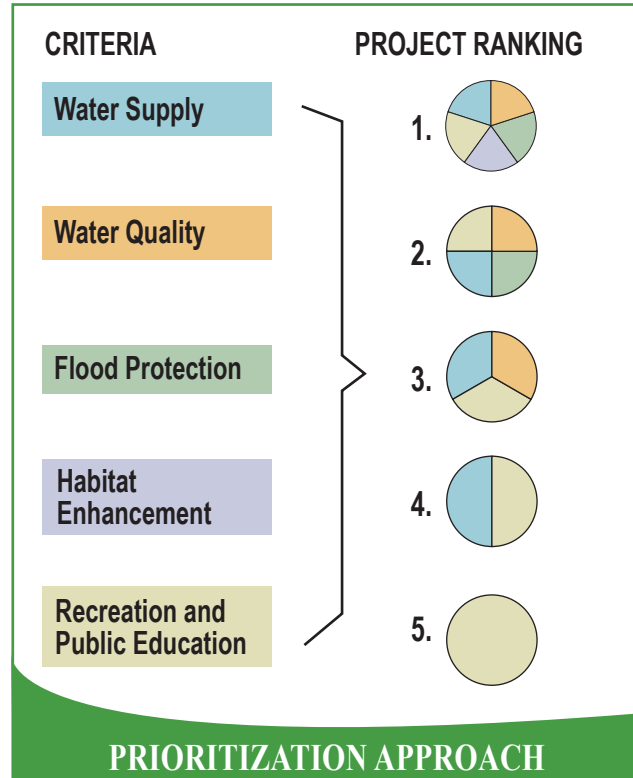 CRITERIA
PROJECT RANKING
Water Supply
1.
Water Quality
2.
Flood Protection
3.
Habitat
Enhancement
4.
Recreation and
Public Education
5.
PRIORITIZATION APPROACH